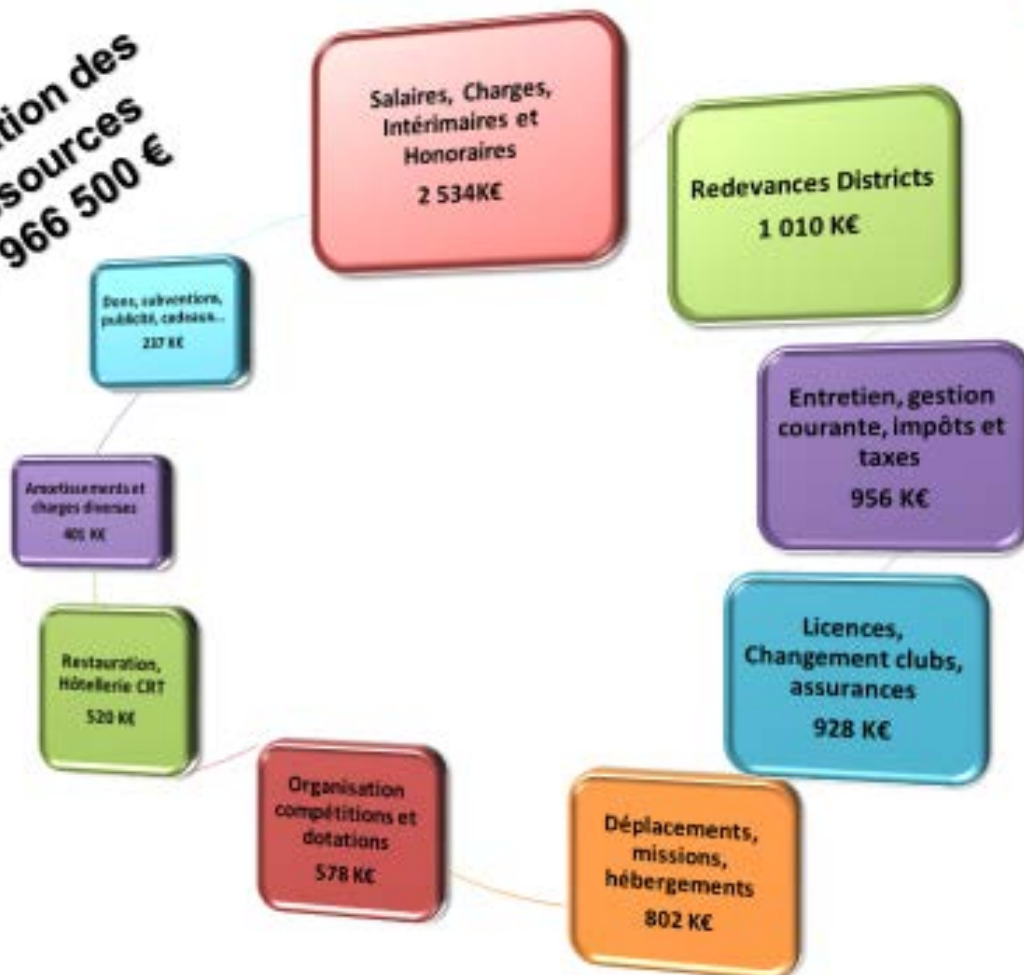 tion des
sources
966 500 €
Salaires, Charges,
Intérimaires et
Honoraires
2 534K€
Redevances Districts
1 010 K€
Entretien, gestion
courante, impôts et
taxes
956 K€
Licences,
Changement clubs,
assurances
928 K€
Déplacements,
missions,
hébergements
802 K€
Organisation
compétitions et
dotations
578 K€
Restauration,
Hôtellerie CRT
520 K€
Amortissements et
charges diverses
401 K€
Dons, subventions,
publicité, cadeaux...
237 K€